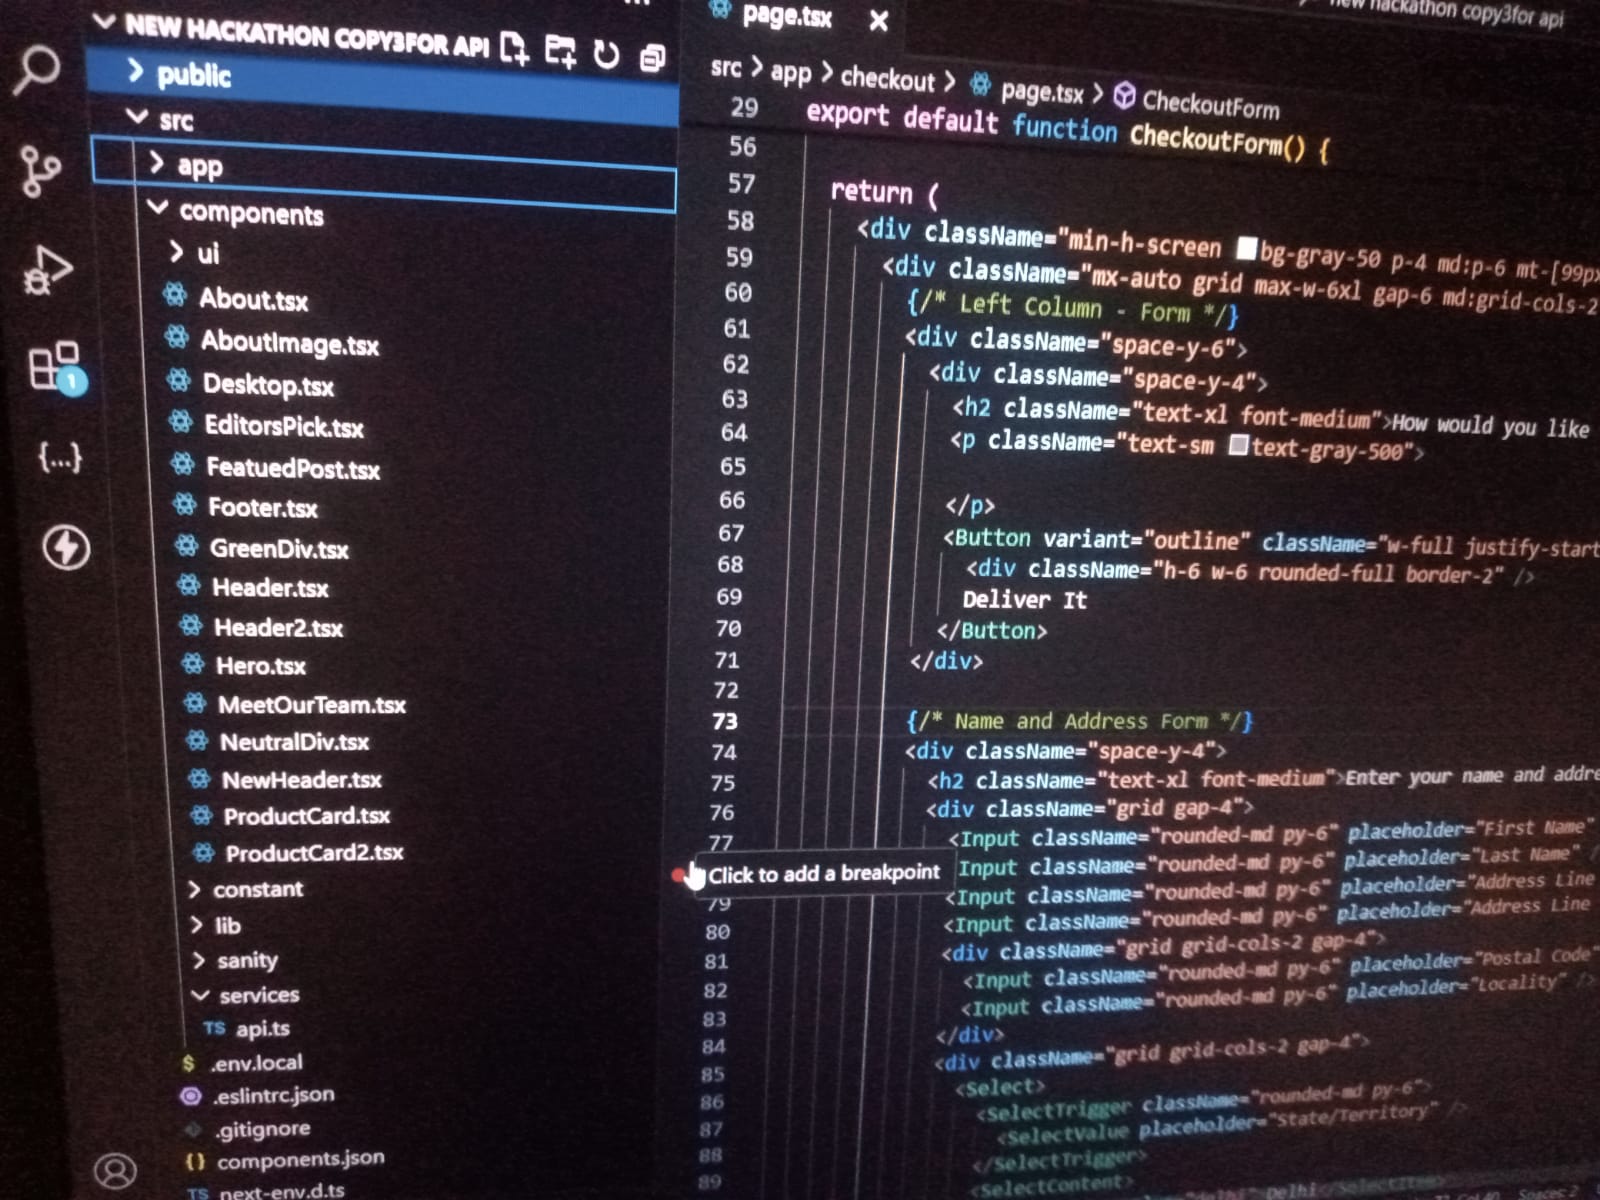 NEW HACKATHON COPY3FOR API
public
src
app
components
ui
About.tsx
AboutImage.tsx
Desktop.tsx
EditorsPick.tsx
FeatuedPost.tsx
Footer.tsx
GreenDiv.tsx
Header.tsx
Header2.tsx
Hero.tsx
MeetOurTeam.tsx
NeutralDiv.tsx
NewHeader.tsx
ProductCard.tsx
ProductCard2.tsx
constant
lib
sanity
services
TS api.ts
$ .env.local
.eslintrc.json
.gitignore
{} components.json
TS next-env.d.ts
{...}
1
new hackathon copy3for api
page.tsx
src > app > checkout > page.tsx > CheckoutForm
29 export default function CheckoutForm() {
56
57 return (
58 <div className="min-h-screen bg-gray-50 p-4 md:p-6 mt-[99px
59 <div className="mx-auto grid max-w-6xl gap-6 md:grid-cols-2
60 {/* Left Column - Form */}
61 <div className="space-y-6">
62 <div className="space-y-4">
63 <h2 className="text-xl font-medium">How would you like
64 <p className="text-sm text-gray-500">
65
66 </p>
67 <Button variant="outline" className="w-full justify-start
68 <div className="h-6 w-6 rounded-full border-2" />
69 Deliver It
70 </Button>
71 </div>
72
73 {/* Name and Address Form */}
74 <div className="space-y-4">
75 <h2 className="text-xl font-medium">Enter your name and addre
76 <div className="grid gap-4">
77 <Input className="rounded-md py-6" placeholder="First Name"
Click to add a breakpoint
Input className="rounded-md py-6" placeholder="Last Name" /
79 <Input className="rounded-md py-6" placeholder="Address Line
80 <Input className="rounded-md py-6" placeholder="Address Line
81 <div className="grid grid-cols-2 gap-4">
82 <Input className="rounded-md py-6" placeholder="Postal Code"
83 <Input className="rounded-md py-6" placeholder="Locality" />
84 </div>
85 <div className="grid grid-cols-2 gap-4">
86 <Select>
87 <SelectTrigger className="rounded-md py-6">
88 <SelectValue placeholder="State/Territory" />
89 </SelectTrigger>
<SelectContent>